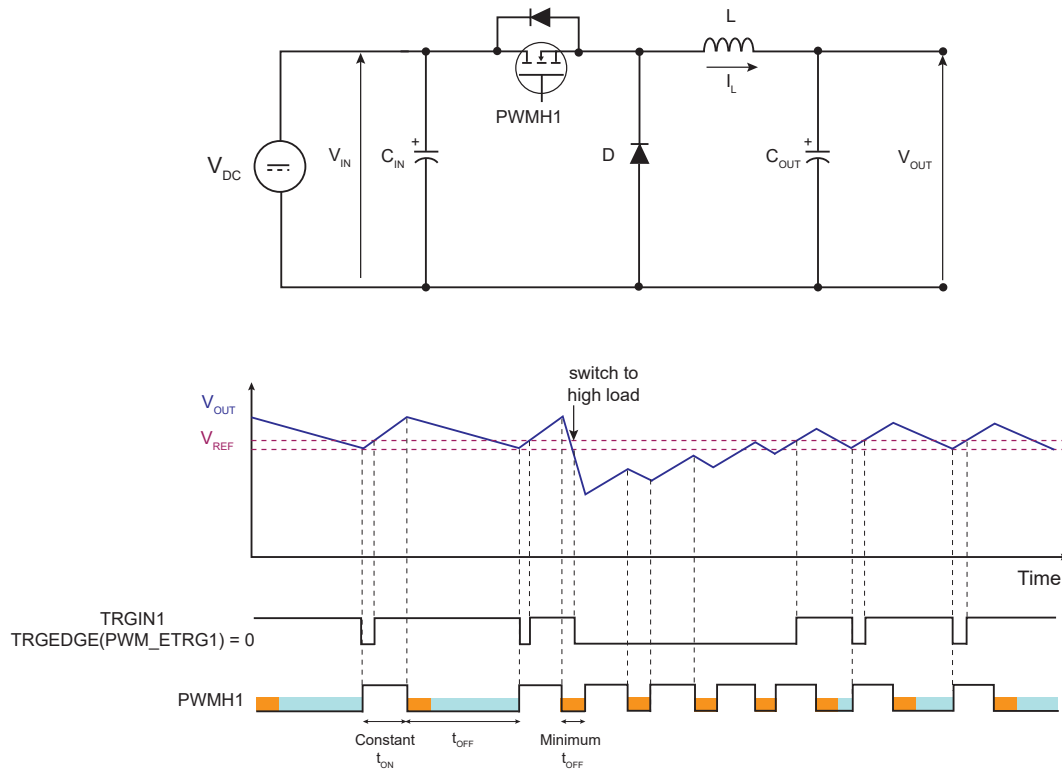 L
I_L
PWMH1
V_DC
V_IN
+
C_IN
D
+
C_OUT
V_OUT
switch to
high load
V_OUT
V_REF
Time
TRGIN1
TRGEDGE(PWM_ETRG1) = 0
PWMH1
Constant
t_ON
t_OFF
Minimum
t_OFF